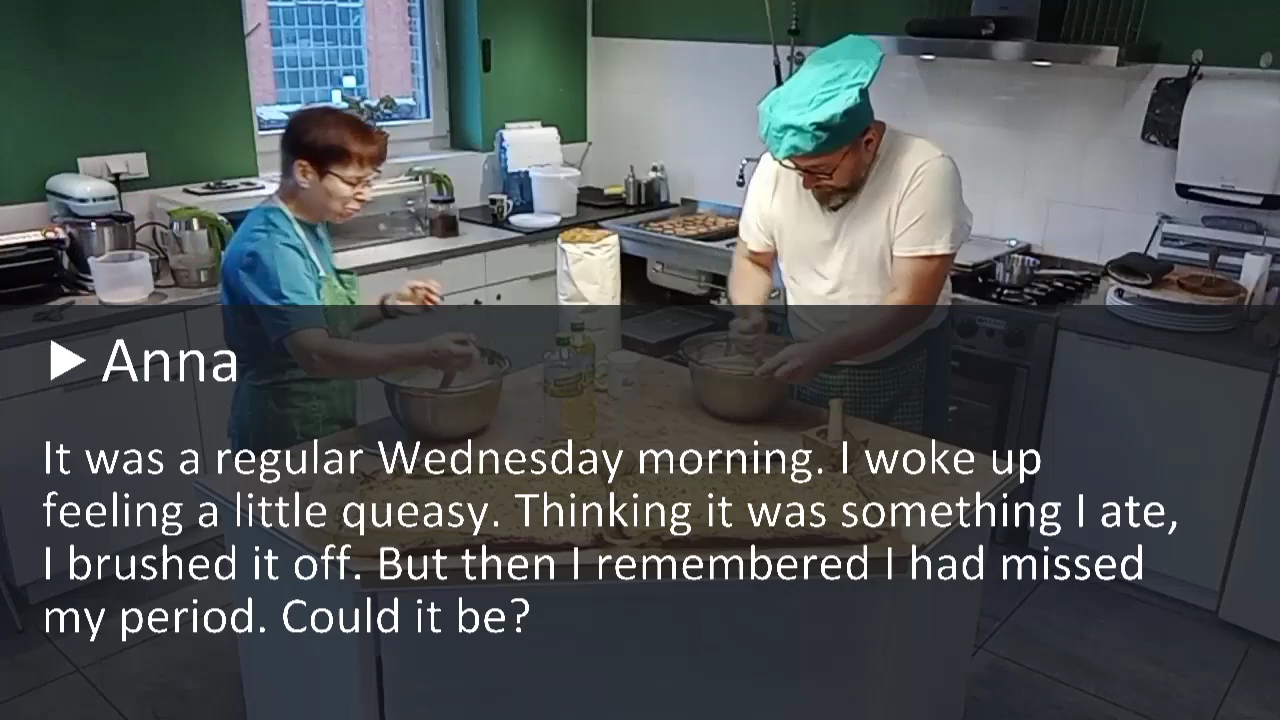 ▶ Anna
It was a regular Wednesday morning. I woke up
feeling a little queasy. Thinking it was something I ate,
I brushed it off. But then I remembered I had missed
my period. Could it be?